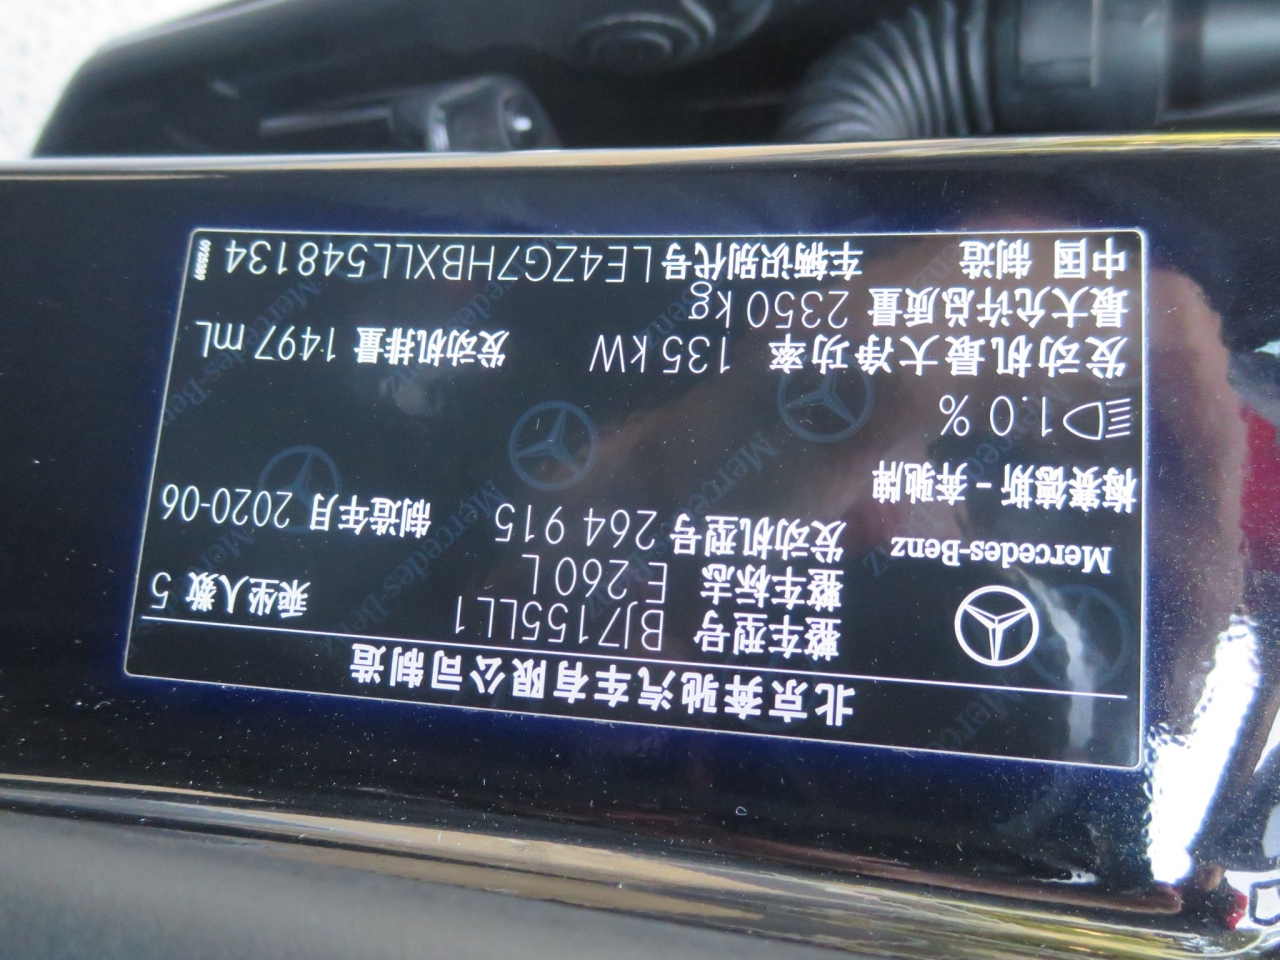 北京奔驰汽车有限公司制造
整车型号 BJ7155LL1 乘坐人数 5
整车标志 E 260 L
发动机型号 264 915 制造年月 2020-06
Mercedes-Benz
梅赛德斯 - 奔驰牌
1.0 %
发动机最大净功率 135 kW 发动机排量 1497 mL
最大允许总质量 2350 kg
中国 制造 车辆识别代号 LE4ZG7HBXLL548134